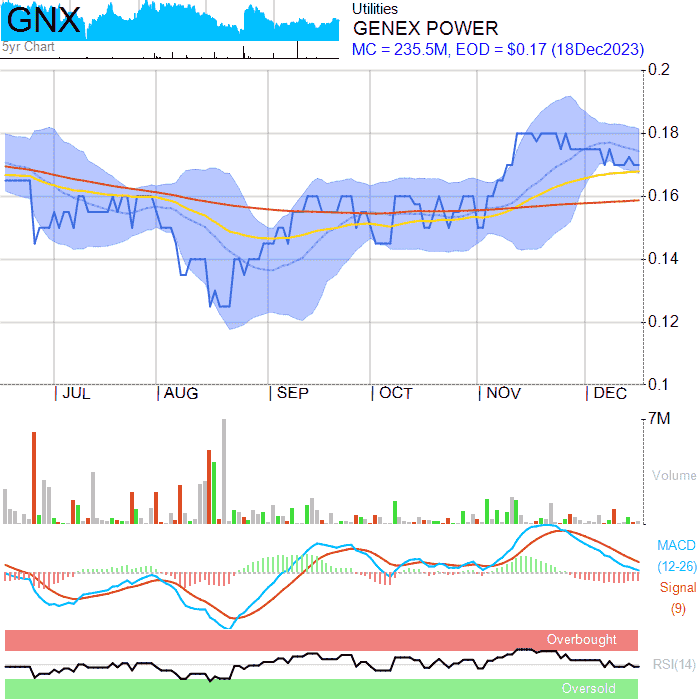 GNX
5yr Chart
Utilities
GENEX POWER
MC = 235.5M, EOD = $0.17 (18Dec2023)
0.2
0.18
0.16
0.14
0.12
0.1
JUL AUG SEP OCT NOV DEC
7M
Volume
MACD
(12-26)
Signal
(9)
Overbought
RSI(14)
Oversold